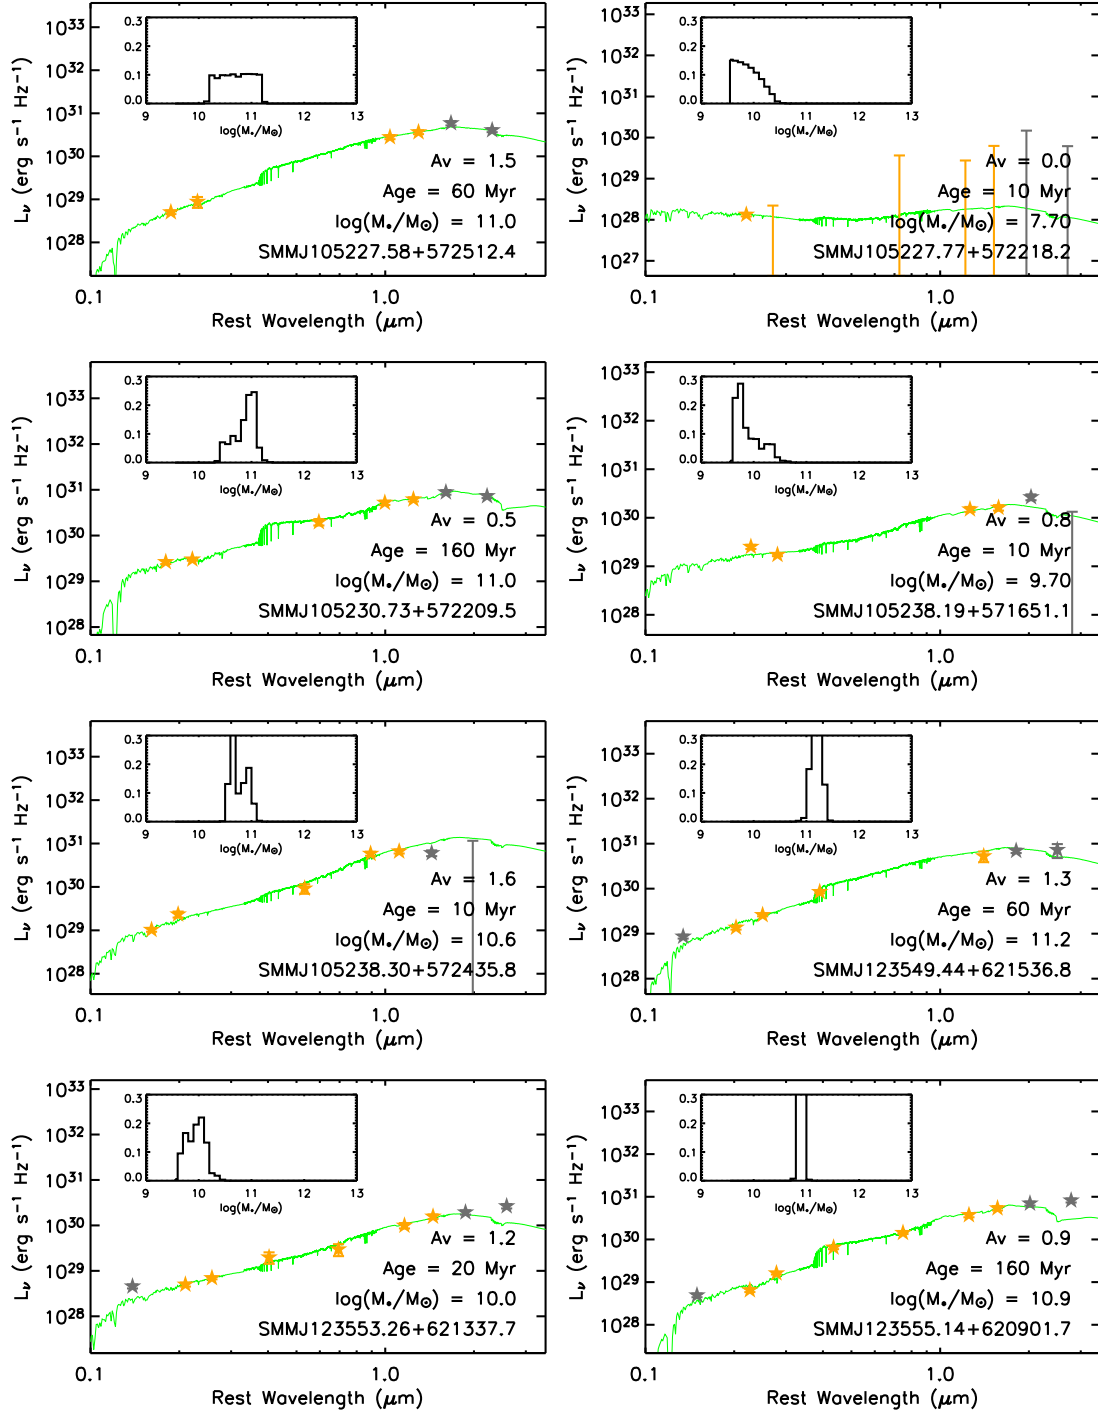 L𝜈 (erg s⁻¹ Hz⁻¹)
10³³
10³²
10³¹
10³⁰
10²⁹
10²⁸
0.3
0.2
0.1
0.0
9 10 11 12 13
log(M*/M⊙)
Av = 1.5
Age = 60 Myr
log(M*/M⊙) = 11.0
SMMJ105227.58+572512.4
0.1 1.0
Rest Wavelength (μm)
L𝜈 (erg s⁻¹ Hz⁻¹)
10³³
10³²
10³¹
10³⁰
10²⁹
10²⁸
10²⁷
0.3
0.2
0.1
0.0
9 10 11 12 13
log(M*/M⊙)
Av = 0.0
Age = 10 Myr
log(M*/M⊙) = 7.70
SMMJ105227.77+572218.2
0.1 1.0
Rest Wavelength (μm)
L𝜈 (erg s⁻¹ Hz⁻¹)
10³³
10³²
10³¹
10³⁰
10²⁹
10²⁸
0.3
0.2
0.1
0.0
9 10 11 12 13
log(M*/M⊙)
Av = 0.5
Age = 160 Myr
log(M*/M⊙) = 11.0
SMMJ105230.73+572209.5
0.1 1.0
Rest Wavelength (μm)
L𝜈 (erg s⁻¹ Hz⁻¹)
10³³
10³²
10³¹
10³⁰
10²⁹
10²⁸
0.3
0.2
0.1
0.0
9 10 11 12 13
log(M*/M⊙)
Av = 0.8
Age = 10 Myr
log(M*/M⊙) = 9.70
SMMJ105238.19+571651.1
0.1 1.0
Rest Wavelength (μm)
L𝜈 (erg s⁻¹ Hz⁻¹)
10³³
10³²
10³¹
10³⁰
10²⁹
10²⁸
0.3
0.2
0.1
0.0
9 10 11 12 13
log(M*/M⊙)
Av = 1.6
Age = 10 Myr
log(M*/M⊙) = 10.6
SMMJ105238.30+572435.8
0.1 1.0
Rest Wavelength (μm)
L𝜈 (erg s⁻¹ Hz⁻¹)
10³³
10³²
10³¹
10³⁰
10²⁹
10²⁸
0.3
0.2
0.1
0.0
9 10 11 12 13
log(M*/M⊙)
Av = 1.3
Age = 60 Myr
log(M*/M⊙) = 11.2
SMMJ123549.44+621536.8
0.1 1.0
Rest Wavelength (μm)
L𝜈 (erg s⁻¹ Hz⁻¹)
10³³
10³²
10³¹
10³⁰
10²⁹
10²⁸
0.3
0.2
0.1
0.0
9 10 11 12 13
log(M*/M⊙)
Av = 1.2
Age = 20 Myr
log(M*/M⊙) = 10.0
SMMJ123553.26+621337.7
0.1 1.0
Rest Wavelength (μm)
L𝜈 (erg s⁻¹ Hz⁻¹)
10³³
10³²
10³¹
10³⁰
10²⁹
10²⁸
0.3
0.2
0.1
0.0
9 10 11 12 13
log(M*/M⊙)
Av = 0.9
Age = 160 Myr
log(M*/M⊙) = 10.9
SMMJ123555.14+620901.7
0.1 1.0
Rest Wavelength (μm)